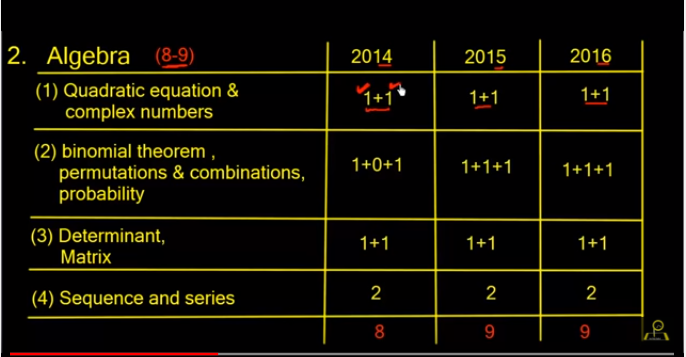 2. Algebra (8-9) 2014 2015 2016
(1) Quadratic equation & 1+1 1+1 1+1
complex numbers
(2) binomial theorem ,
permutations & combinations, 1+0+1 1+1+1 1+1+1
probability
(3) Determinant, 1+1 1+1 1+1
Matrix
(4) Sequence and series 2 2 2
8 9 9